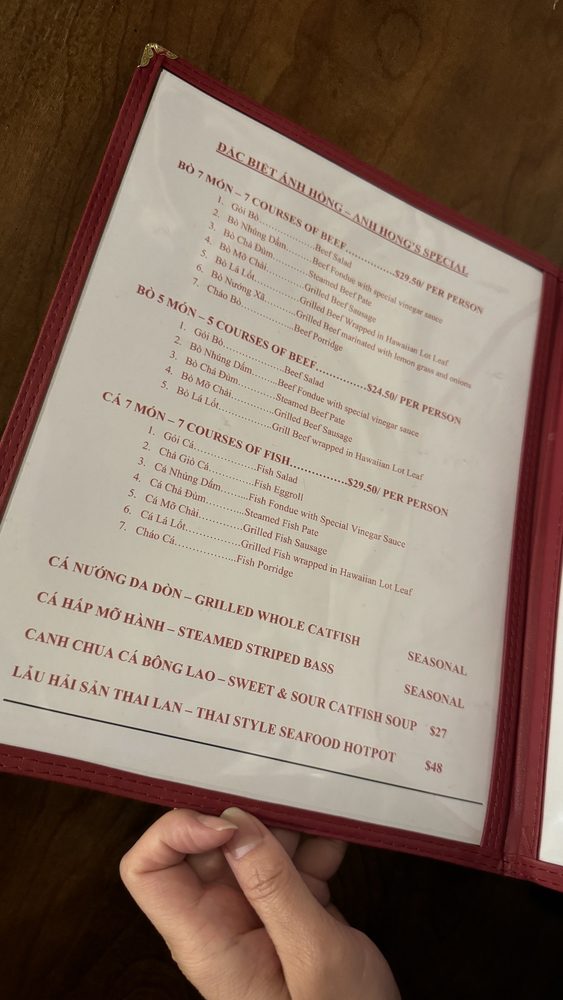 ĐẶC BIỆT ÁNH HỒNG – ANH HONG'S SPECIAL
BÒ 7 MÓN – 7 COURSES OF BEEF..............$29.50/ PER PERSON
1. Gỏi Bò..................Beef Salad
2. Bò Nhúng Dấm..........Beef Fondue with special vinegar sauce
3. Bò Chả Đùm............Steamed Beef Pate
4. Bò Mỡ Chài.............Grilled Beef Sausage
5. Bò Lá Lốt...............Grilled Beef Wrapped in Hawaiian Lot Leaf
6. Bò Nướng Xã............Grilled Beef marinated with lemon grass and onions
7. Cháo Bò..................Beef Porridge
BÒ 5 MÓN – 5 COURSES OF BEEF..............$24.50/ PER PERSON
1. Gỏi Bò..................Beef Salad
2. Bò Nhúng Dấm..........Beef Fondue with special vinegar sauce
3. Bò Chả Đùm............Steamed Beef Pate
4. Bò Mỡ Chài.............Grilled Beef Sausage
5. Bò Lá Lốt...............Grill Beef wrapped in Hawaiian Lot Leaf
CÁ 7 MÓN – 7 COURSES OF FISH..............$29.50/ PER PERSON
1. Gỏi Cá..................Fish Salad
2. Chả Giò Cá.............Fish Eggroll
3. Cá Nhúng Dấm..........Fish Fondue with Special Vinegar Sauce
4. Cá Chả Đùm............Steamed Fish Pate
5. Cá Mỡ Chài.............Grilled Fish Sausage
6. Cá Lá Lốt...............Grilled Fish wrapped in Hawaiian Lot Leaf
7. Cháo Cá..................Fish Porridge
CÁ NƯỚNG DA DÒN – GRILLED WHOLE CATFISH SEASONAL
CÁ HẤP MỠ HÀNH – STEAMED STRIPED BASS SEASONAL
CANH CHUA CÁ BÔNG LAO – SWEET & SOUR CATFISH SOUP $27
LẨU HẢI SẢN THAI LAN – THAI STYLE SEAFOOD HOTPOT $48